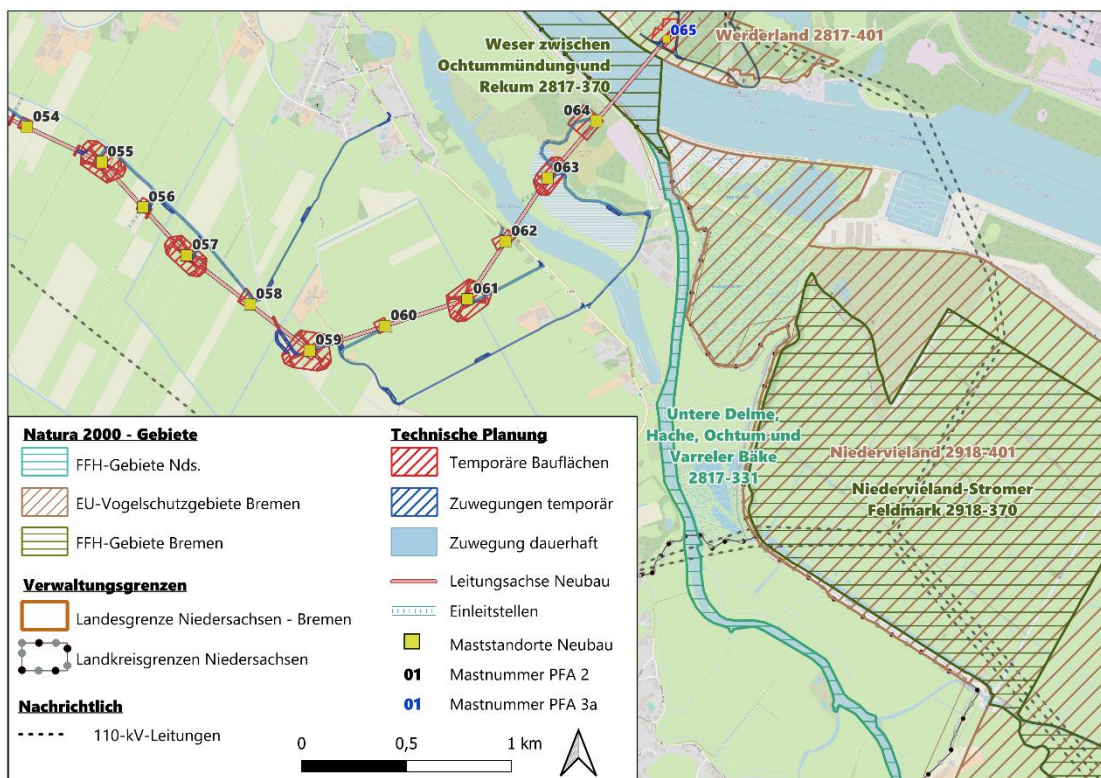 065
Werderland 2817-401
Weser zwischen
Ochtummündung und
Rekum 2817-370
064
054
055
063
056
062
057
061
058
060
059
Untere Delme,
Hache, Ochtum und
Varreler Bäke
2817-331
Niedervieland 2918-401
Niedervieland-Stromer
Feldmark 2918-370
Natura 2000 - Gebiete
FFH-Gebiete Nds.
EU-Vogelschutzgebiete Bremen
FFH-Gebiete Bremen
Verwaltungsgrenzen
Landesgrenze Niedersachsen - Bremen
Landkreisgrenzen Niedersachsen
Nachrichtlich
110-kV-Leitungen
Technische Planung
Temporäre Bauflächen
Zuwegungen temporär
Zuwegung dauerhaft
Leitungsachse Neubau
Einleitstellen
Maststandorte Neubau
01 Mastnummer PFA 2
01 Mastnummer PFA 3a
0 0,5 1 km